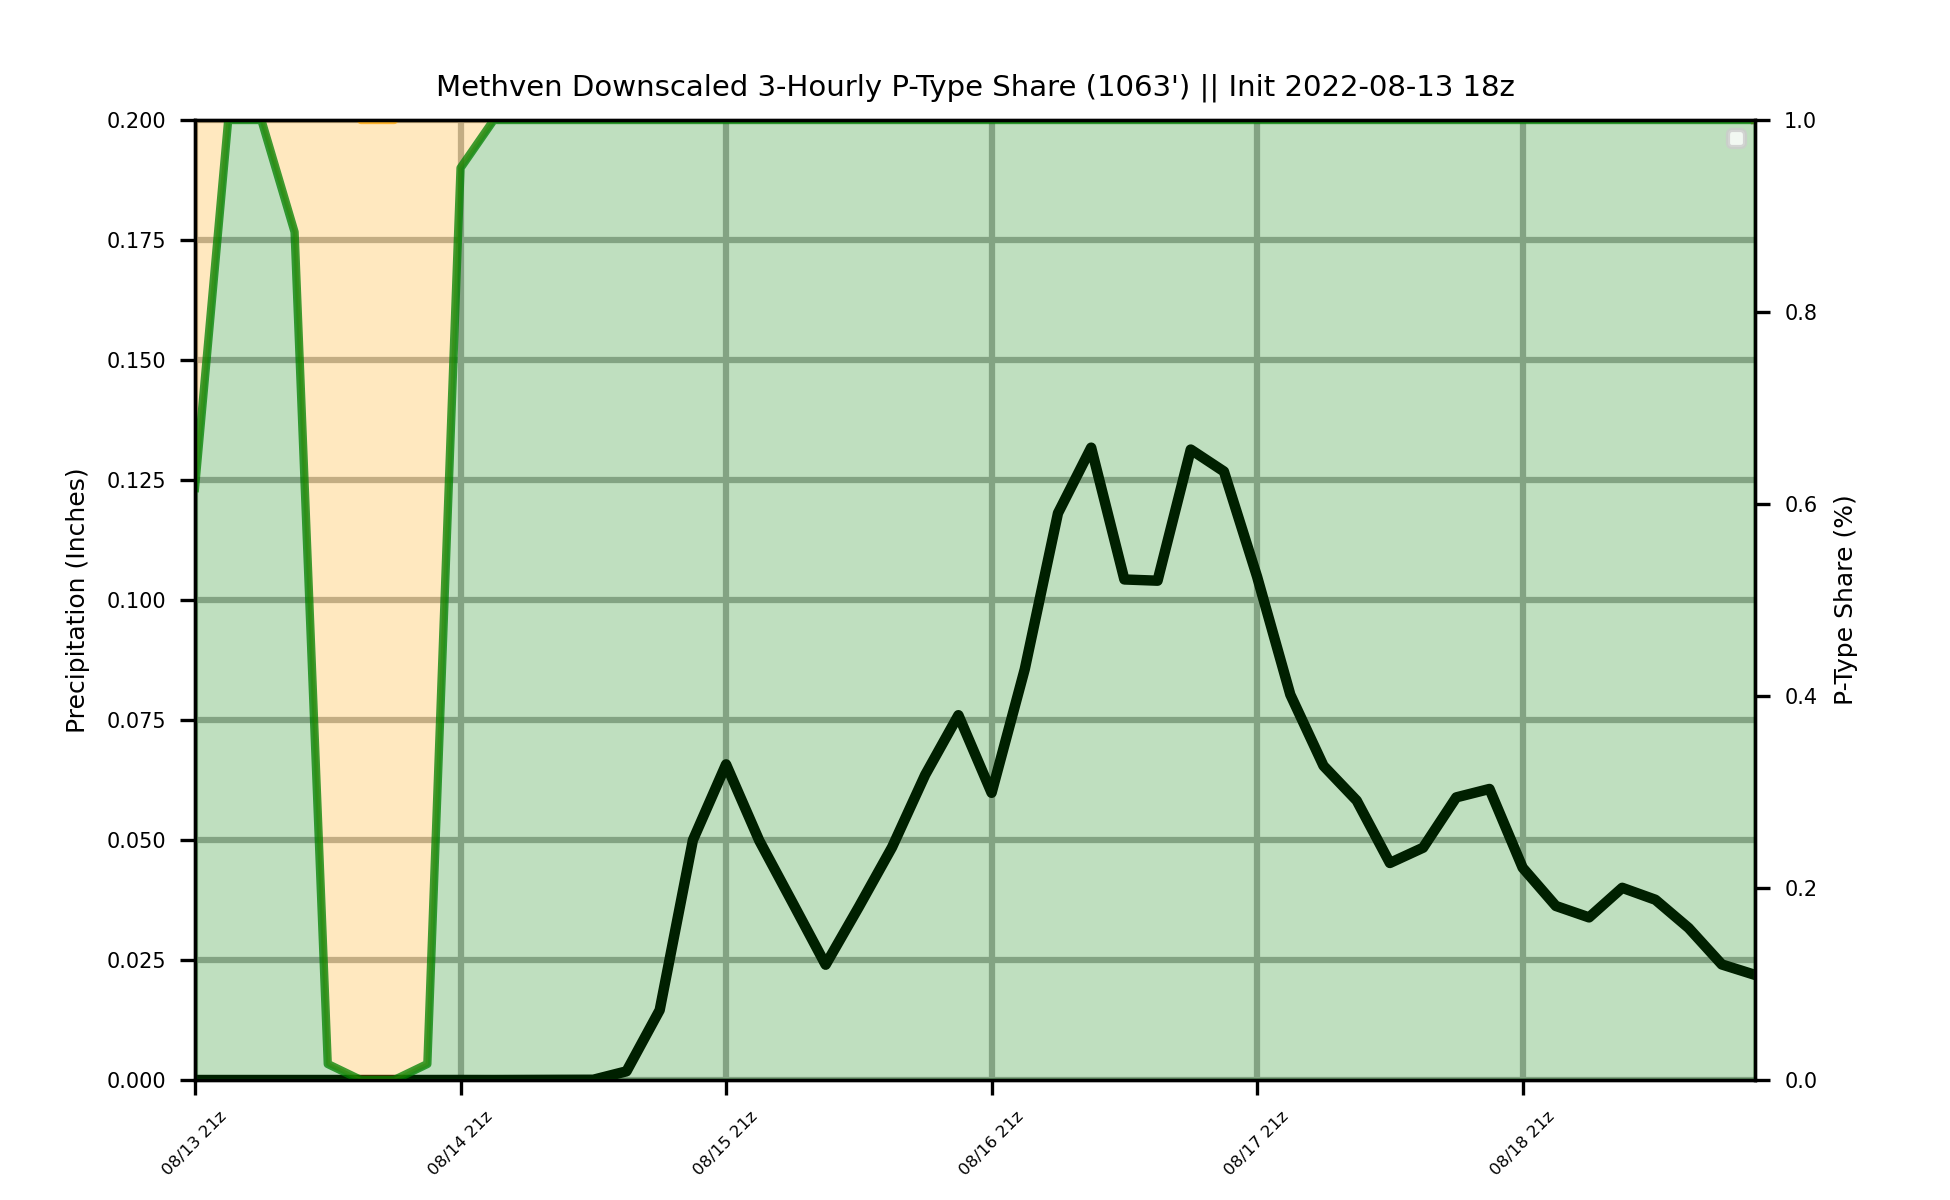 Methven Downscaled 3-Hourly P-Type Share (1063') || Init 2022-08-13 18z
Precipitation (Inches)
0.200
0.175
0.150
0.125
0.100
0.075
0.050
0.025
0.000
1.0
0.8
0.6
0.4
0.2
0.0
P-Type Share (%)
08/13 21z
08/14 21z
08/15 21z
08/16 21z
08/17 21z
08/18 21z